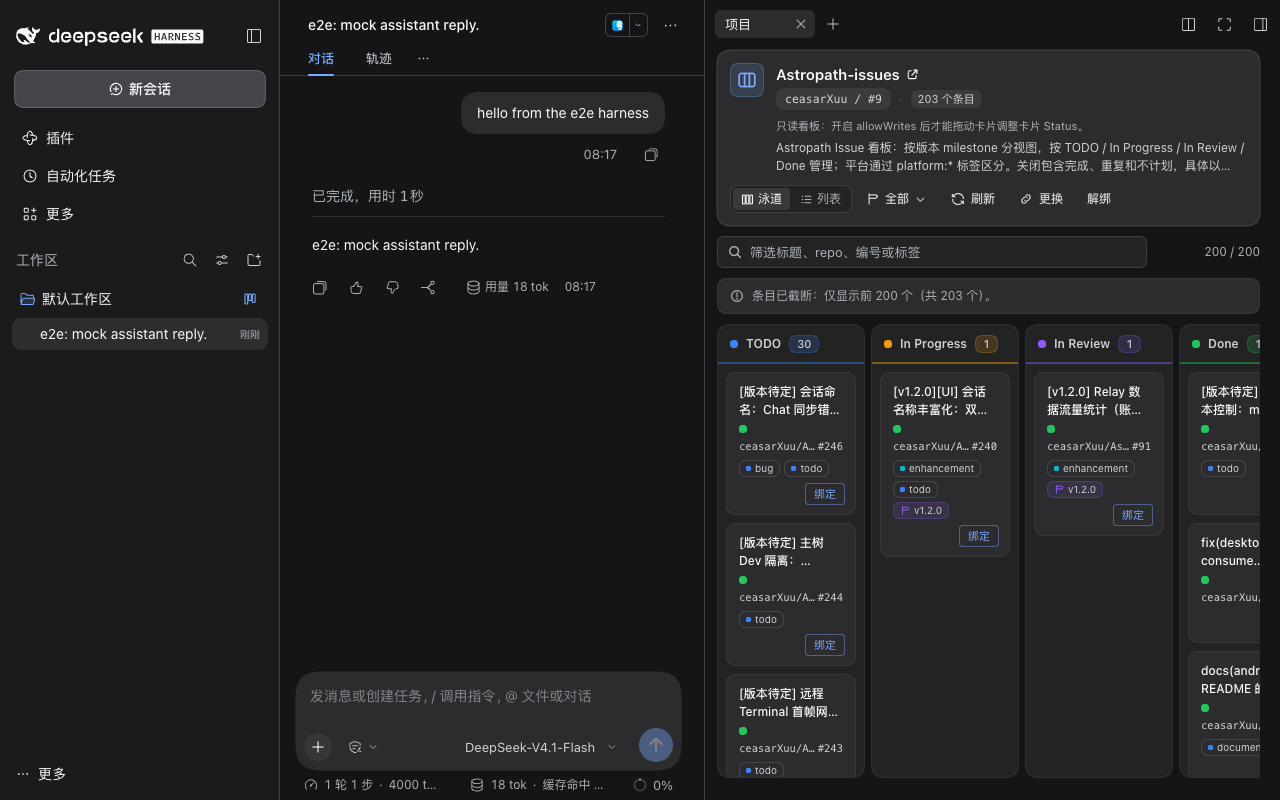 deepseek HARNESS
新会话
插件
自动化任务
更多
工作区
默认工作区
e2e: mock assistant reply.
刚刚
更多
e2e: mock assistant reply.
对话
轨迹
hello from the e2e harness
08:17
已完成，用时 1 秒
e2e: mock assistant reply.
用量 18 tok
08:17
发消息或创建任务, / 调用指令, @ 文件或对话
DeepSeek-V4.1-Flash
1 轮 1 步 · 4000 t...
18 tok · 缓存命中 ...
0%
项目
Astropath-issues
ceasarXuu / #9 · 203 个条目
只读看板：开启 allowWrites 后才能拖动卡片调整卡片 Status。
Astropath Issue 看板：按版本 milestone 分视图，按 TODO / In Progress / In Review /
Done 管理；平台通过 platform:* 标签区分。关闭包含完成、重复和不计划，具体以...
泳道
列表
全部
刷新
更换
解绑
筛选标题、repo、编号或标签
200 / 200
条目已截断：仅显示前 200 个（共 203 个）。
TODO 30
[版本待定] 会话命
名：Chat 同步错...
ceasarXuu/A... #246
bug
todo
绑定
[版本待定] 主树
Dev 隔离：...
ceasarXuu/A... #244
todo
绑定
[版本待定] 远程
Terminal 首帧网...
ceasarXuu/A... #243
todo
In Progress 1
[v1.2.0][UI] 会话
名称丰富化：双...
ceasarXuu/A... #240
enhancement
todo
v1.2.0
绑定
In Review 1
[v1.2.0] Relay 数
据流量统计（账...
ceasarXuu/As... #91
enhancement
v1.2.0
绑定
Done
[版本待定]
本控制：m
ceasarXuu/
todo
fix(deskto
consume...
ceasarXuu/
docs(andr
README 的
ceasarXuu/
documen